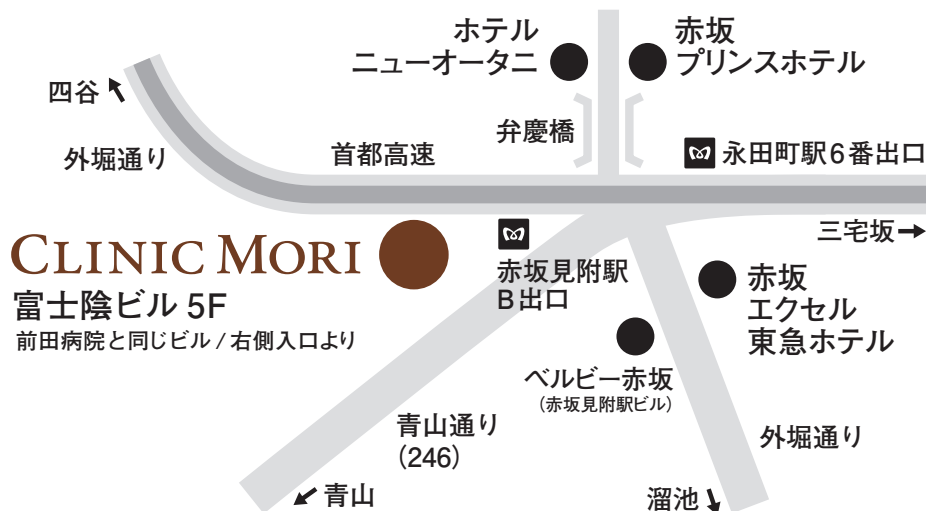 ホテル
ニューオータニ
赤坂
プリンスホテル
四谷
外堀通り
首都高速
弁慶橋
永田町駅6番出口
三宅坂
CLINIC MORI
富士陰ビル 5F
前田病院と同じビル / 右側入口より
赤坂見附駅
B出口
赤坂
エクセル
東急ホテル
ベルビー赤坂
(赤坂見附駅ビル)
青山通り
(246)
外堀通り
青山
溜池